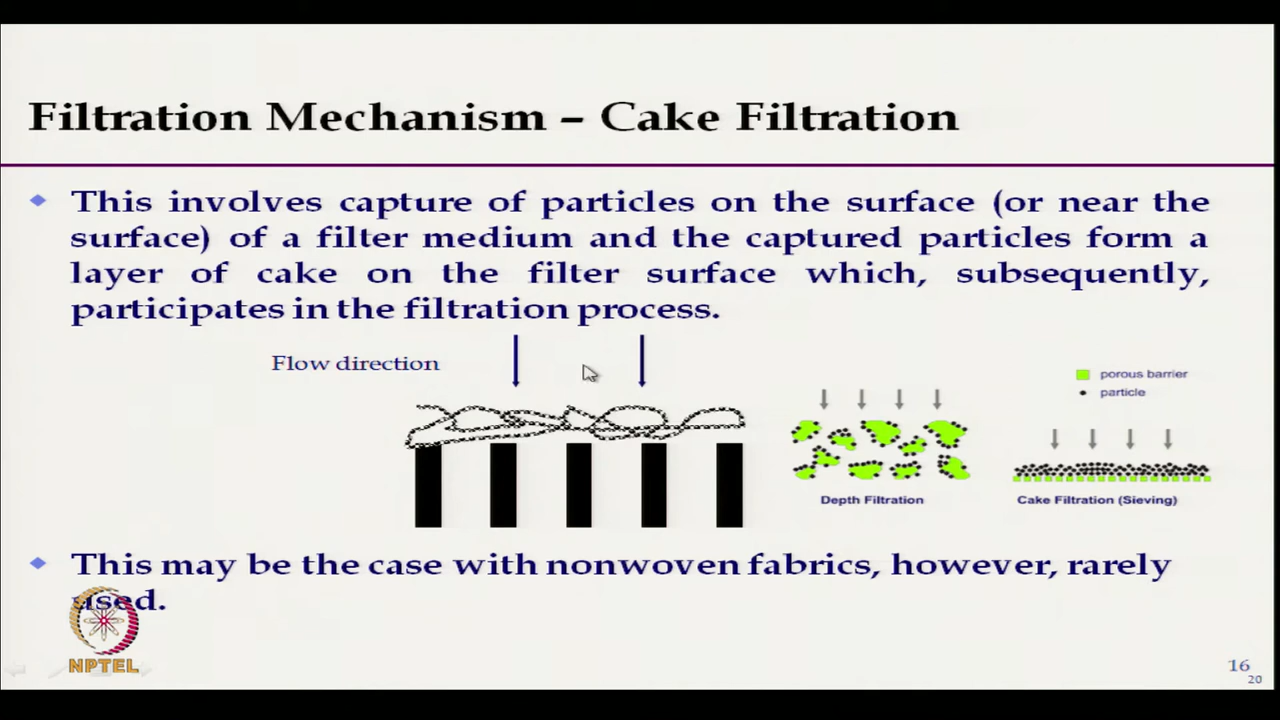 Filtration Mechanism – Cake Filtration
This involves capture of particles on the surface (or near the
surface) of a filter medium and the captured particles form a
layer of cake on the filter surface which, subsequently,
participates in the filtration process.
Flow direction
porous barrier
particle
Depth Filtration
Cake Filtration (Sieving)
This may be the case with nonwoven fabrics, however, rarely
used.
NPTEL
16
20